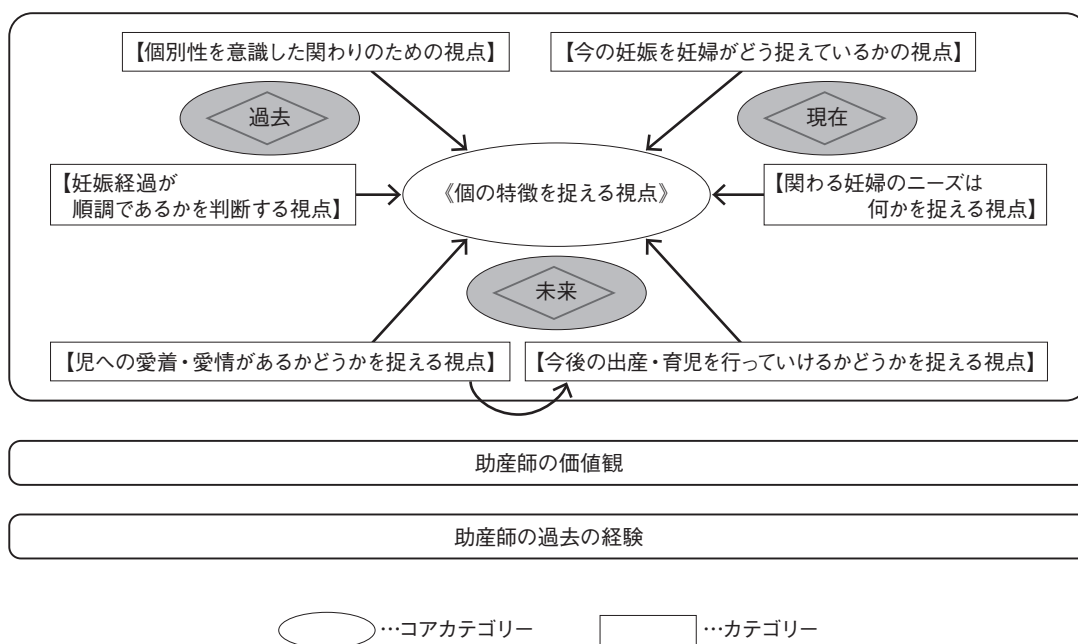 【個別性を意識した関わりのための視点】
【今の妊娠を妊婦がどう捉えているかの視点】
過去
現在
【妊娠経過が
順調であるかを判断する視点】
《個の特徴を捉える視点》
【関わる妊婦のニーズは
何かを捉える視点】
未来
【児への愛着・愛情があるかどうかを捉える視点】
【今後の出産・育児を行っていけるかどうかを捉える視点】
助産師の価値観
助産師の過去の経験
…コアカテゴリー
…カテゴリー